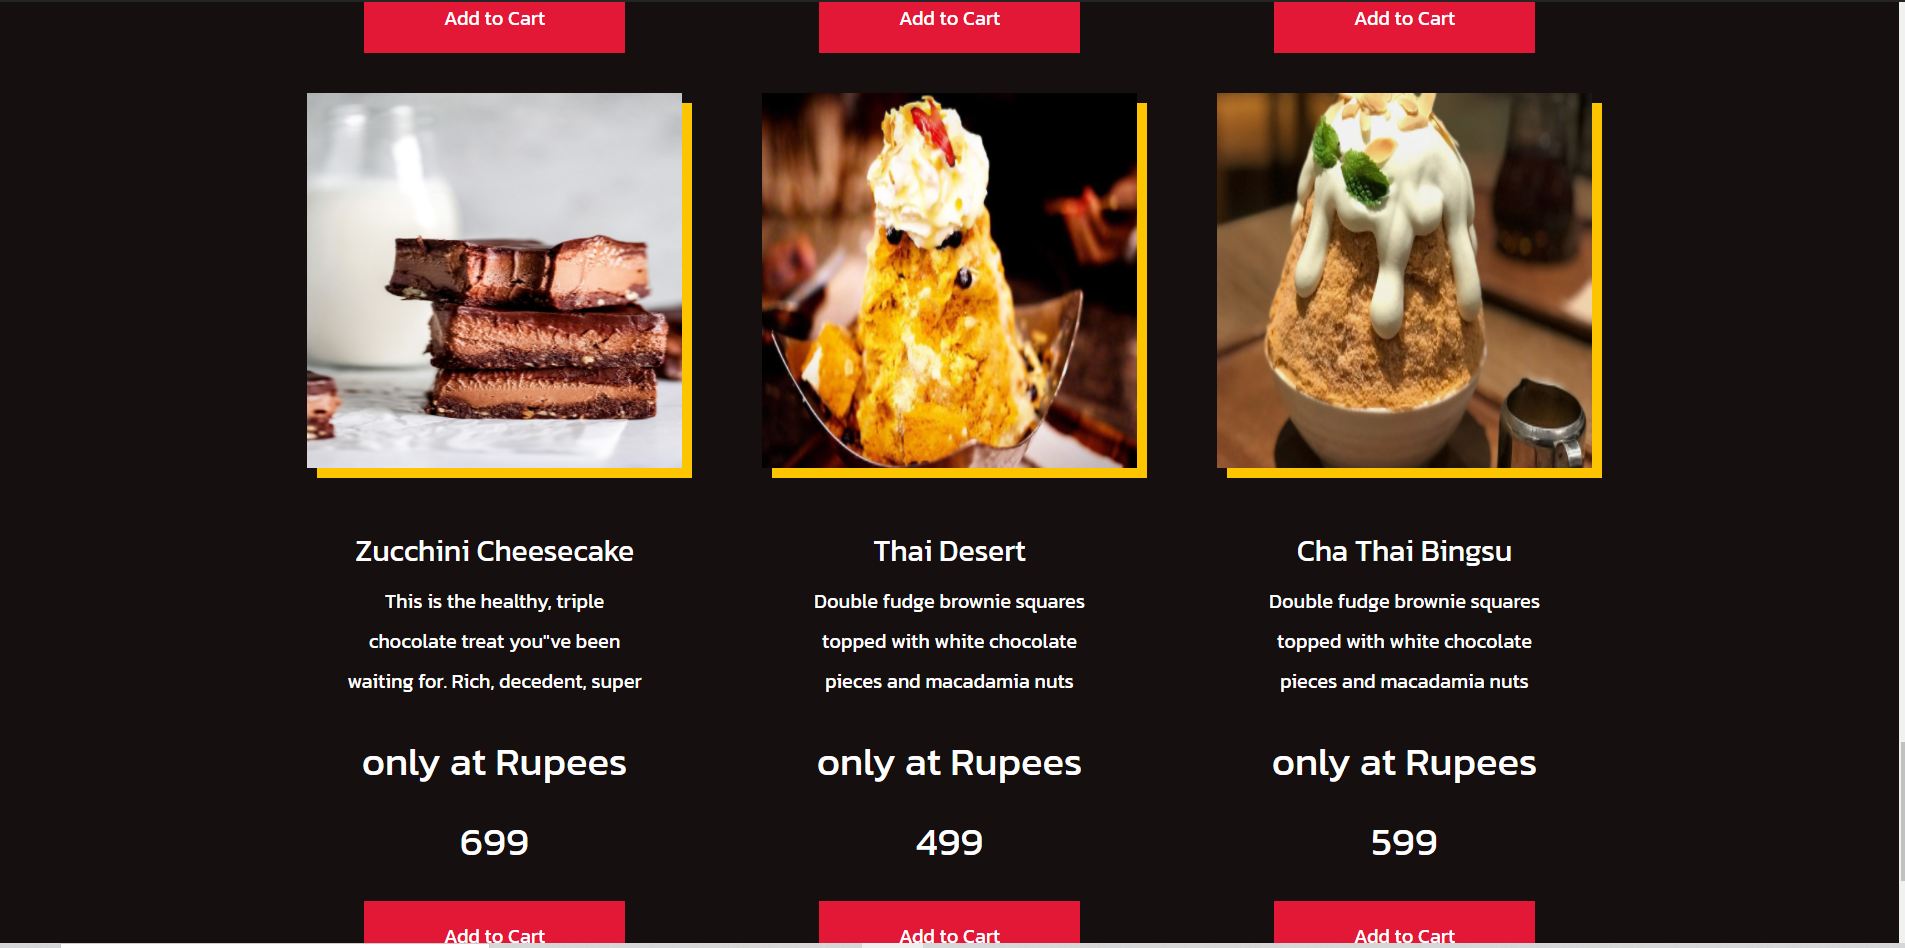 Add to Cart
Add to Cart
Add to Cart
Zucchini Cheesecake
This is the healthy, triple
chocolate treat you"ve been
waiting for. Rich, decedent, super
only at Rupees
699
Add to Cart
Thai Desert
Double fudge brownie squares
topped with white chocolate
pieces and macadamia nuts
only at Rupees
499
Add to Cart
Cha Thai Bingsu
Double fudge brownie squares
topped with white chocolate
pieces and macadamia nuts
only at Rupees
599
Add to Cart